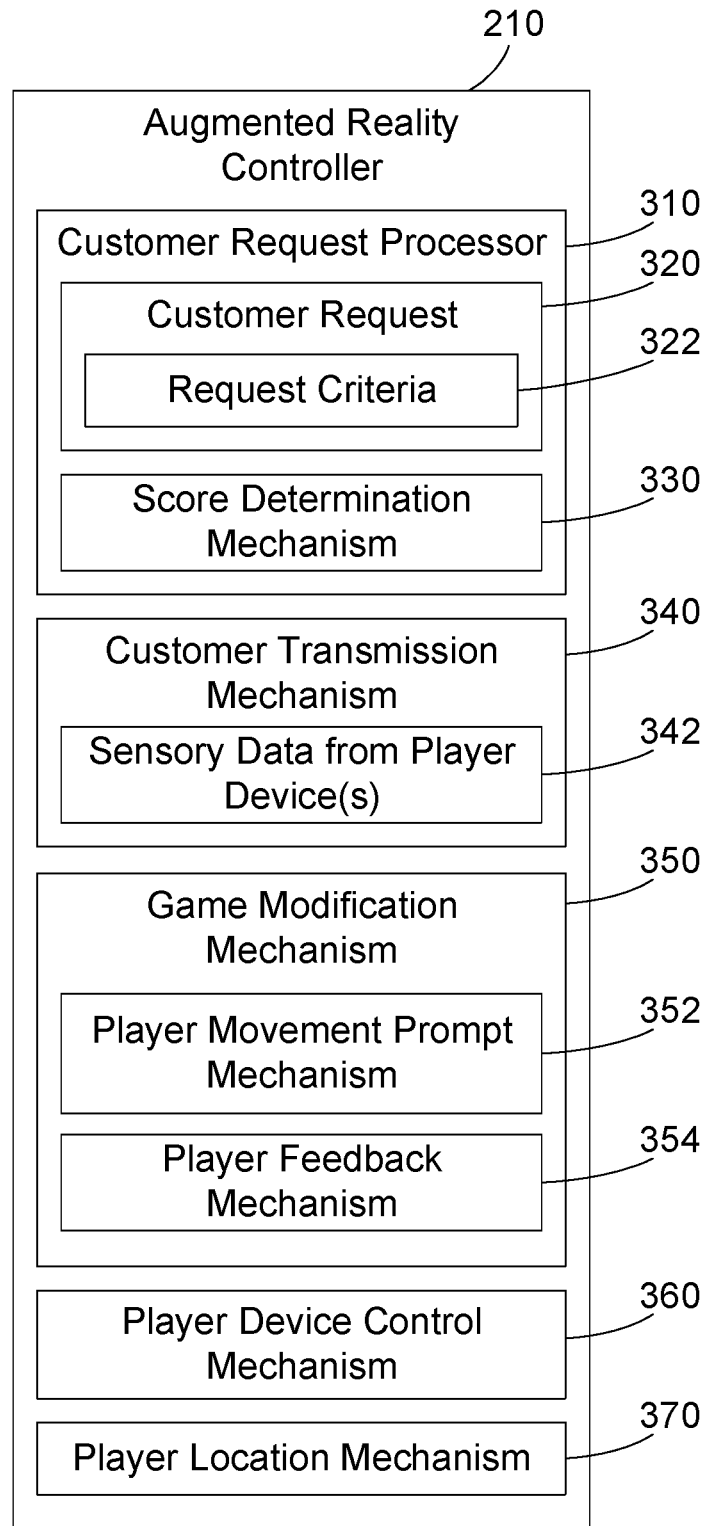 210
Augmented Reality
Controller
310
Customer Request Processor
320
Customer Request
322
Request Criteria
330
Score Determination
Mechanism
340
Customer Transmission
Mechanism
342
Sensory Data from Player
Device(s)
350
Game Modification
Mechanism
352
Player Movement Prompt
Mechanism
354
Player Feedback
Mechanism
360
Player Device Control
Mechanism
370
Player Location Mechanism